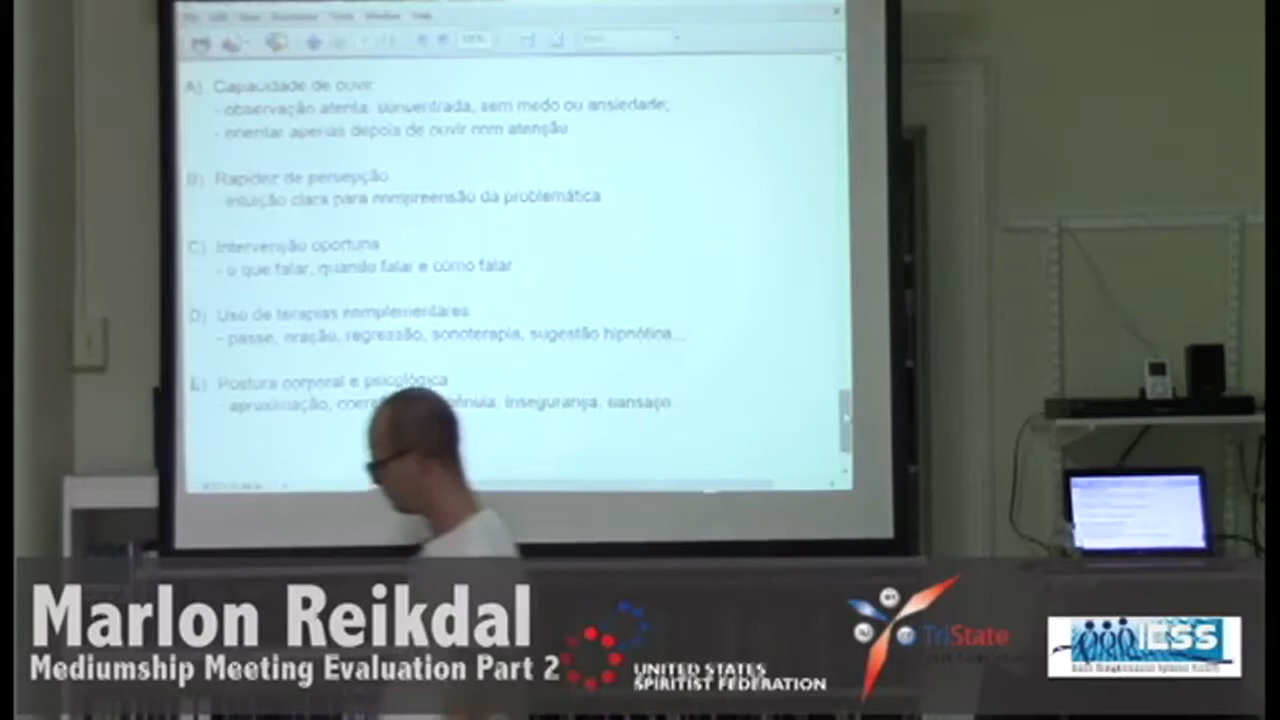 A) Capacidade de ouvir
- observação atenta, concentrada, sem medo ou ansiedade;
- orientar apenas depois de ouvir com atenção
B) Rapidez de persepção
- intuição clara para compreensão da problemática
C) Intervenção oportuna
- o que falar, quando falar e como falar
D) Uso de terapias complementares
- passe, oração, regressão, sonoterapia, sugestão hipnótica...
E) Postura corporal e psicológica
- aproximação, insegurança, cansaço
Marlon Reikdal
Mediumship Meeting Evaluation Part 2
UNITED STATES
SPIRITIST FEDERATION
TriState
CSS